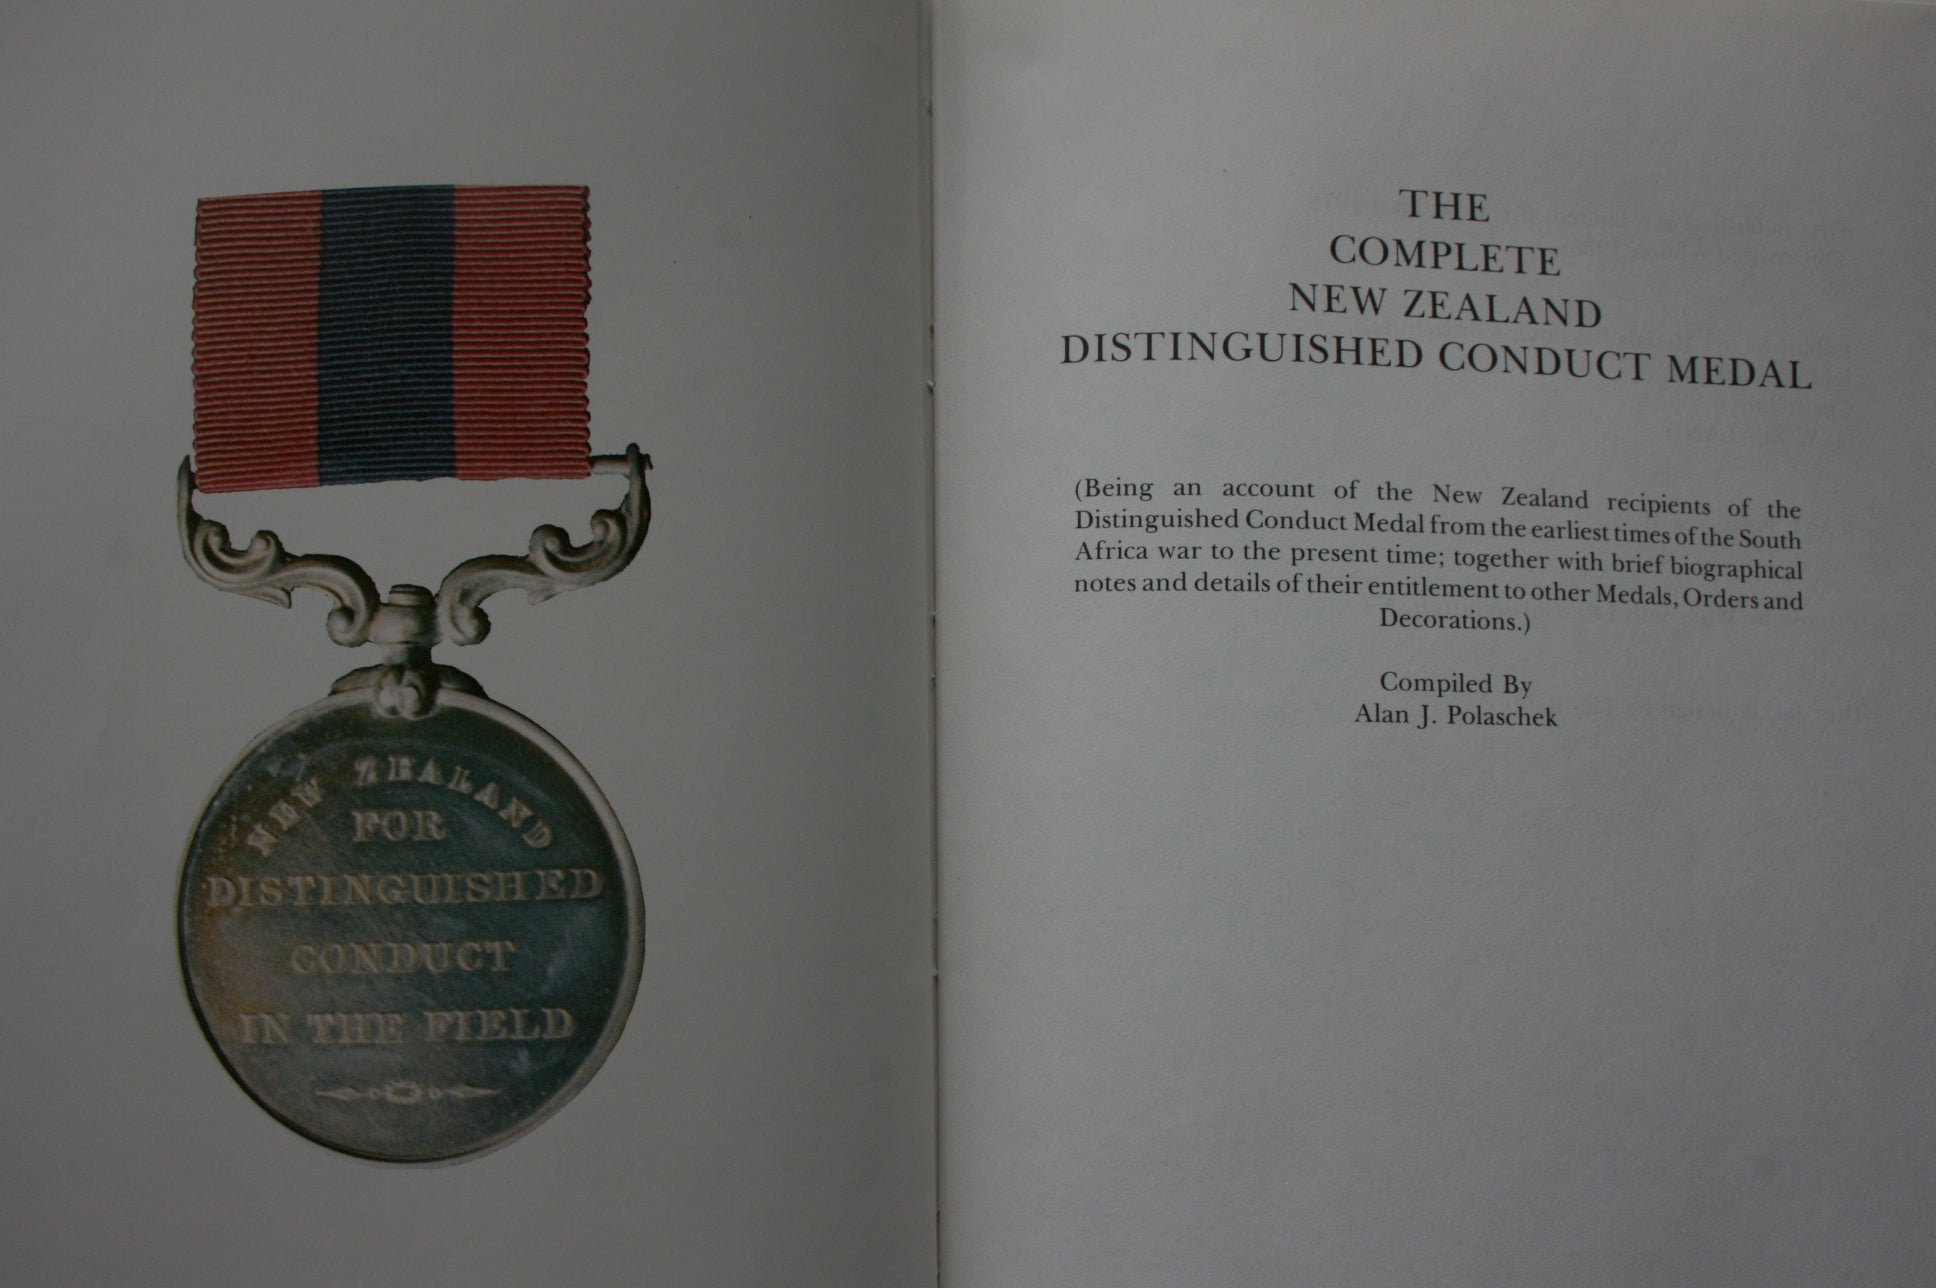 NEW ZEALAND
FOR
DISTINGUISHED
CONDUCT
IN THE FIELD
THE
COMPLETE
NEW ZEALAND
DISTINGUISHED CONDUCT MEDAL
(Being an account of the New Zealand recipients of the
Distinguished Conduct Medal from the earliest times of the South
Africa war to the present time; together with brief biographical
notes and details of their entitlement to other Medals, Orders and
Decorations.)
Compiled By
Alan J. Polaschek